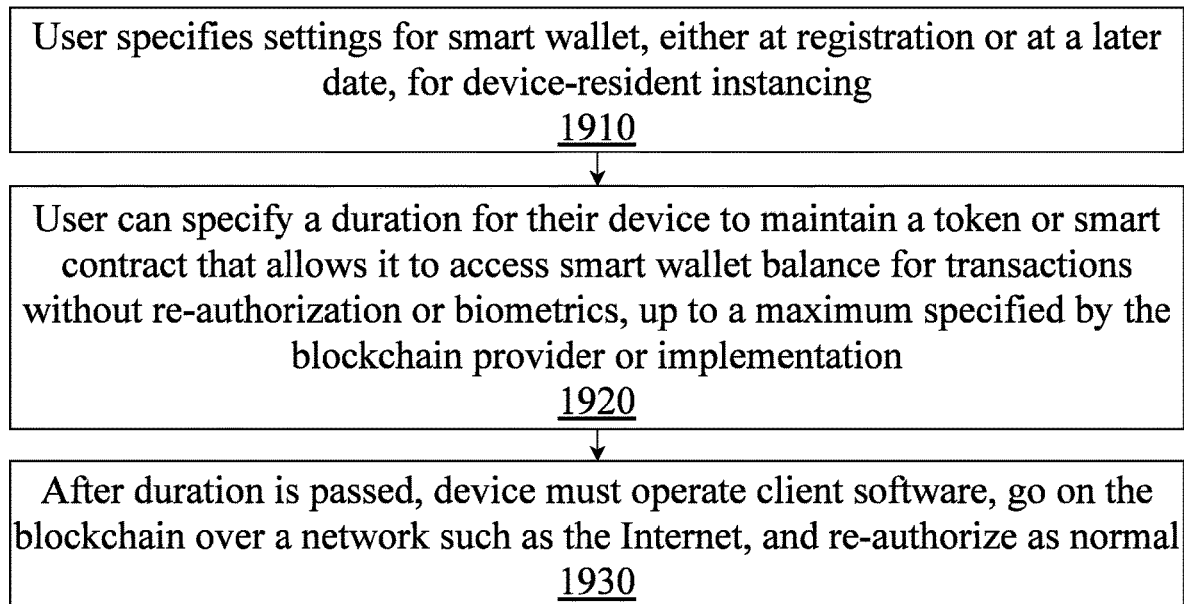 User specifies settings for smart wallet, either at registration or at a later
date, for device-resident instancing
1910
User can specify a duration for their device to maintain a token or smart
contract that allows it to access smart wallet balance for transactions
without re-authorization or biometrics, up to a maximum specified by the
blockchain provider or implementation
1920
After duration is passed, device must operate client software, go on the
blockchain over a network such as the Internet, and re-authorize as normal
1930